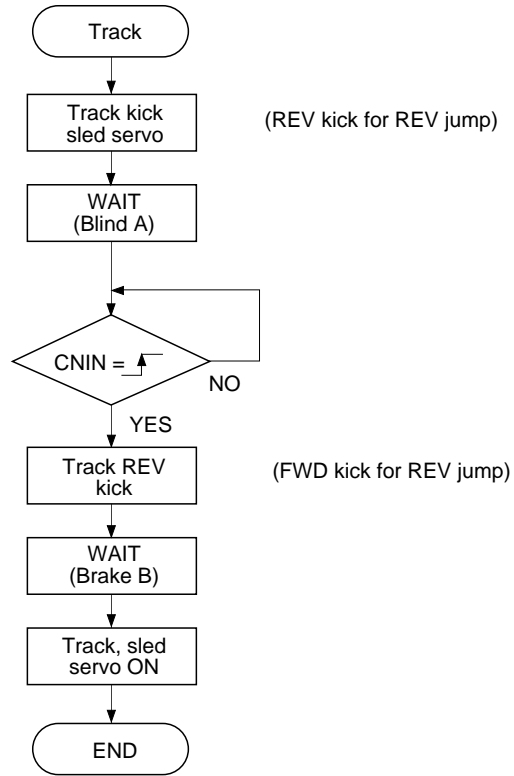 Track
Track kick
sled servo
(REV kick for REV jump)
WAIT
(Blind A)
CNIN =
NO
YES
Track REV
kick
(FWD kick for REV jump)
WAIT
(Brake B)
Track, sled
servo ON
END